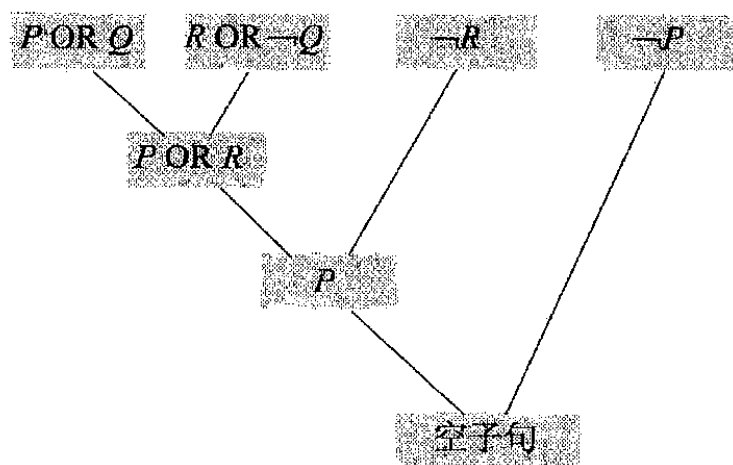 P OR Q R OR ¬Q ¬R ¬P
P OR R
P
空子句